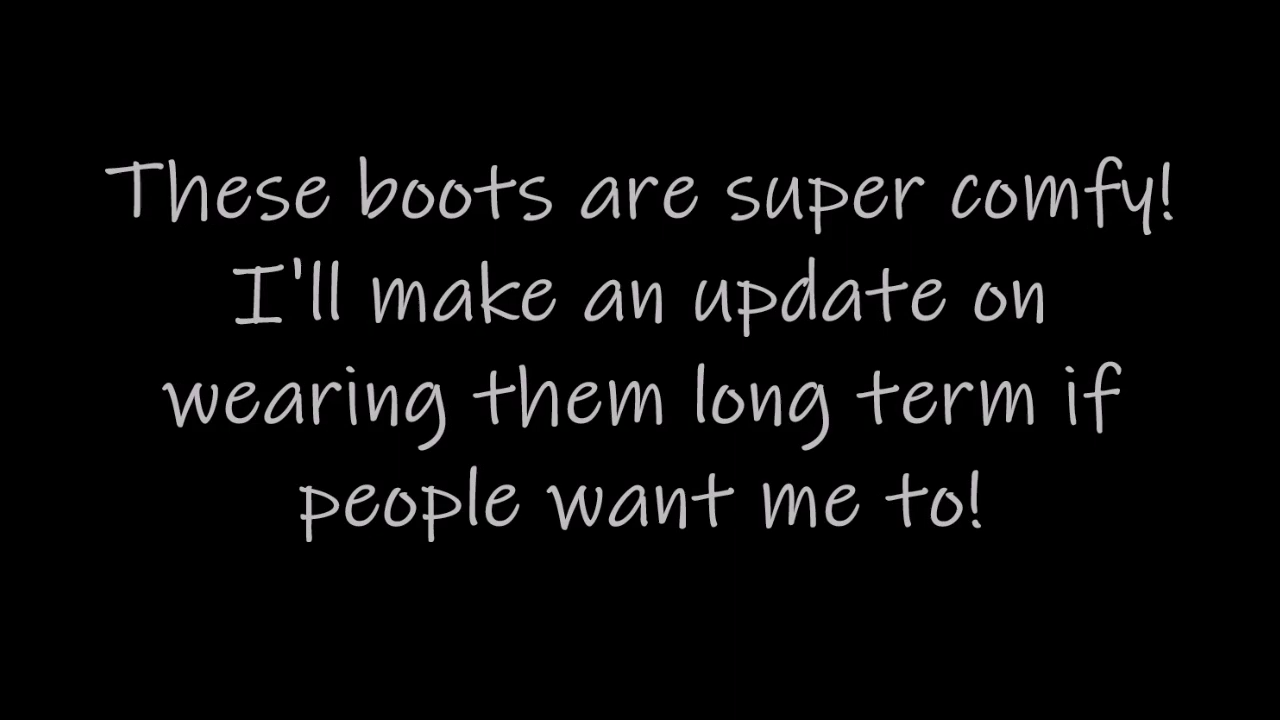 These boots are super comfy!
I'll make an update on
wearing them long term if
people want me to!